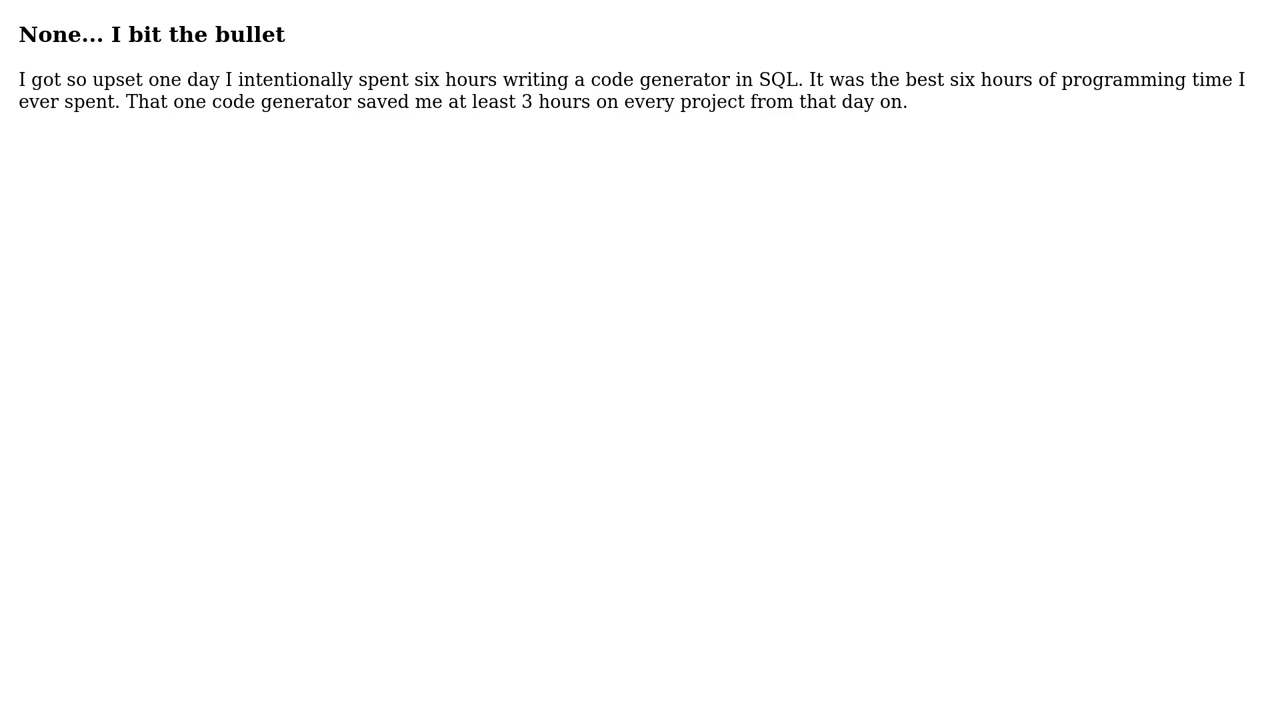 None... I bit the bullet
I got so upset one day I intentionally spent six hours writing a code generator in SQL. It was the best six hours of programming time I
ever spent. That one code generator saved me at least 3 hours on every project from that day on.